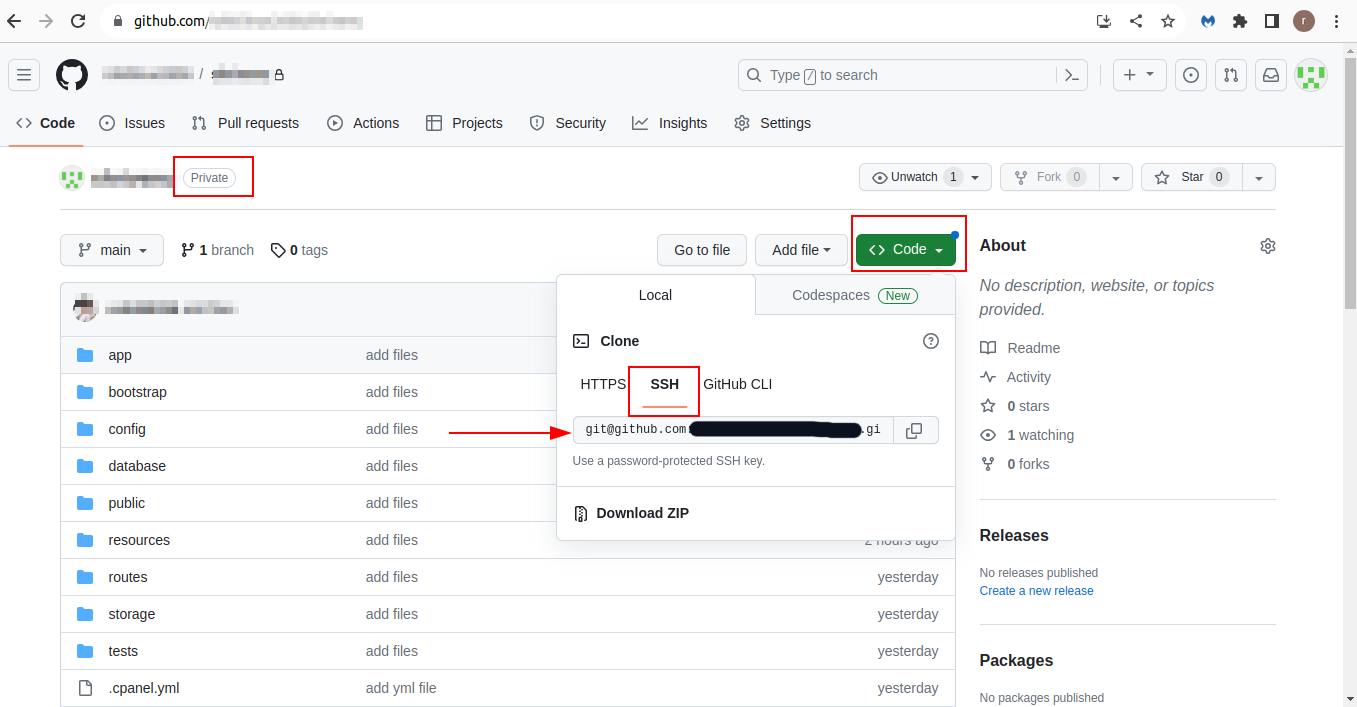 github.com/
/
Type / to search
Code
Issues
Pull requests
Actions
Projects
Security
Insights
Settings
Private
Unwatch 1
Fork 0
Star 0
main
1 branch
0 tags
Go to file
Add file
Code
About
No description, website, or topics
provided.
Readme
Activity
0 stars
1 watching
0 forks
Releases
No releases published
Create a new release
Packages
No packages published
Local
Codespaces New
Clone
HTTPS SSH GitHub CLI
git@github.com: .gi
Use a password-protected SSH key.
Download ZIP
app add files
bootstrap add files
config add files
database add files
public add files
resources add files 2 hours ago
routes add files yesterday
storage add files yesterday
tests add files yesterday
.cpanel.yml add yml file yesterday
r